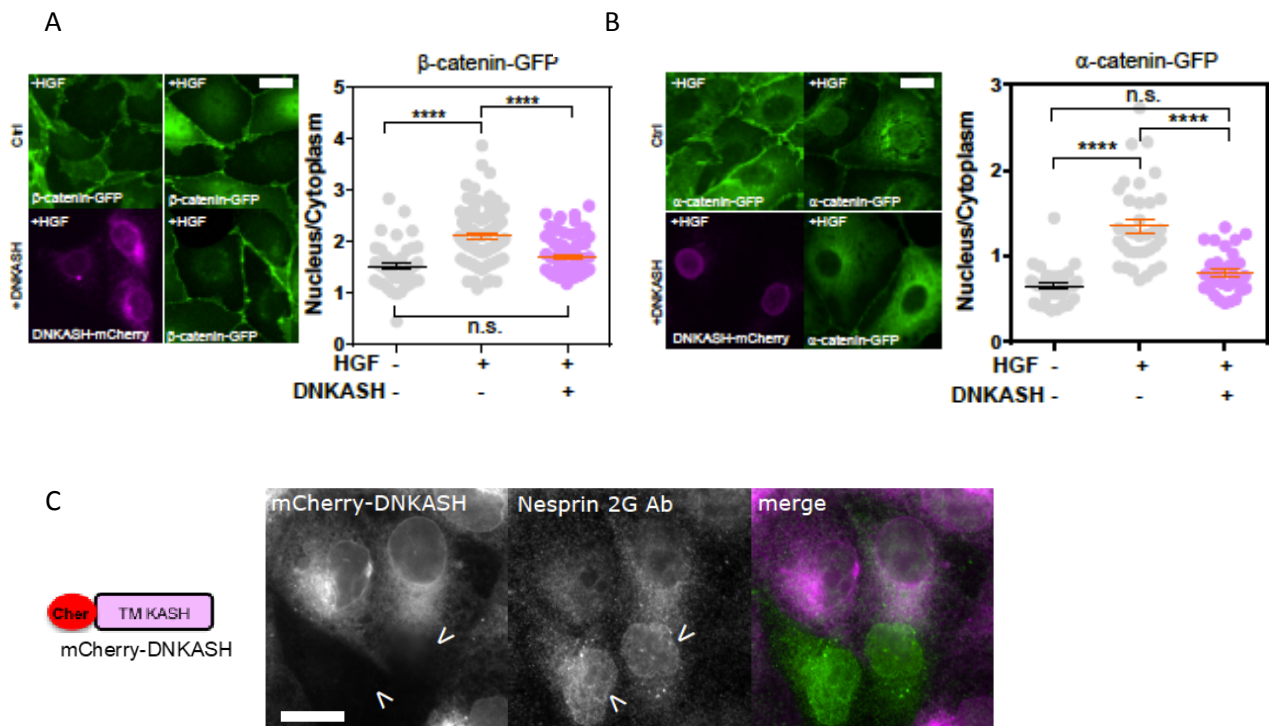 A
β-catenin-GFP
-HGF
+HGF
Ctrl
β-catenin-GFP
β-catenin-GFP
+HGF
+HGF
+DNKASH
DNKASH-mCherry
β-catenin-GFP
Nucleus/Cytoplasm
5
4
3
2
1
0
****
****
n.s.
HGF - + +
DNKASH - - +
B
α-catenin-GFP
-HGF
+HGF
Ctrl
α-catenin-GFP
α-catenin-GFP
+HGF
+HGF
+DNKASH
DNKASH-mCherry
α-catenin-GFP
Nucleus/Cytoplasm
3
2
1
0
n.s.
****
****
HGF - + +
DNKASH - - +
C
Cher TM KASH
mCherry-DNKASH
mCherry-DNKASH
Nesprin 2G Ab
merge